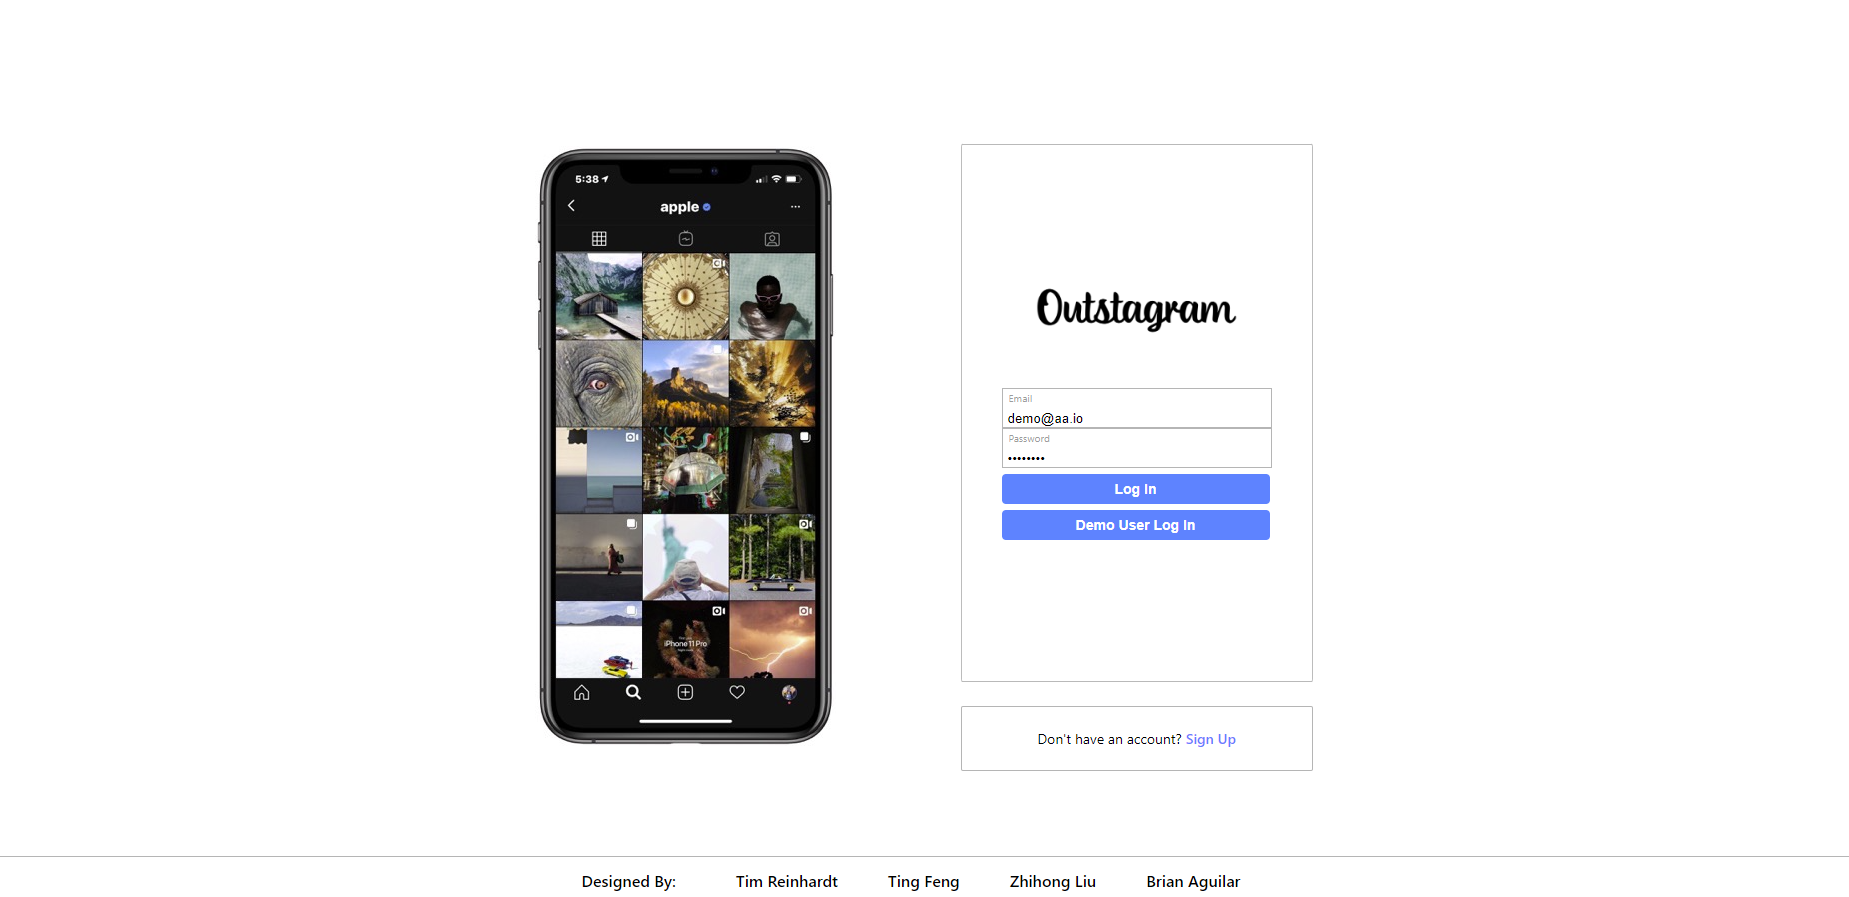 5:38
apple
iPhone 11 Pro
Outstagram
Email
demo@aa.io
Password
Log In
Demo User Log In
Don't have an account? Sign Up
Designed By: Tim Reinhardt Ting Feng Zhihong Liu Brian Aguilar